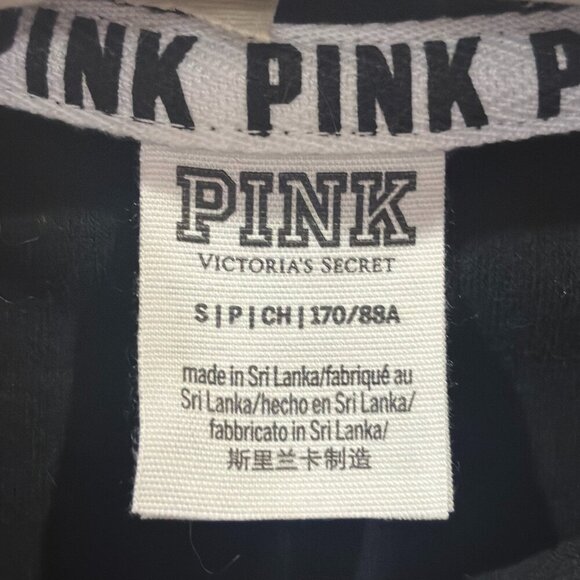 PINK PINK P
PINK
VICTORIA'S SECRET
S|P|CH|170/88A
made in Sri Lanka/fabriqué au
Sri Lanka/hecho en Sri Lanka/
fabbricato in Sri Lanka/
斯里兰卡制造